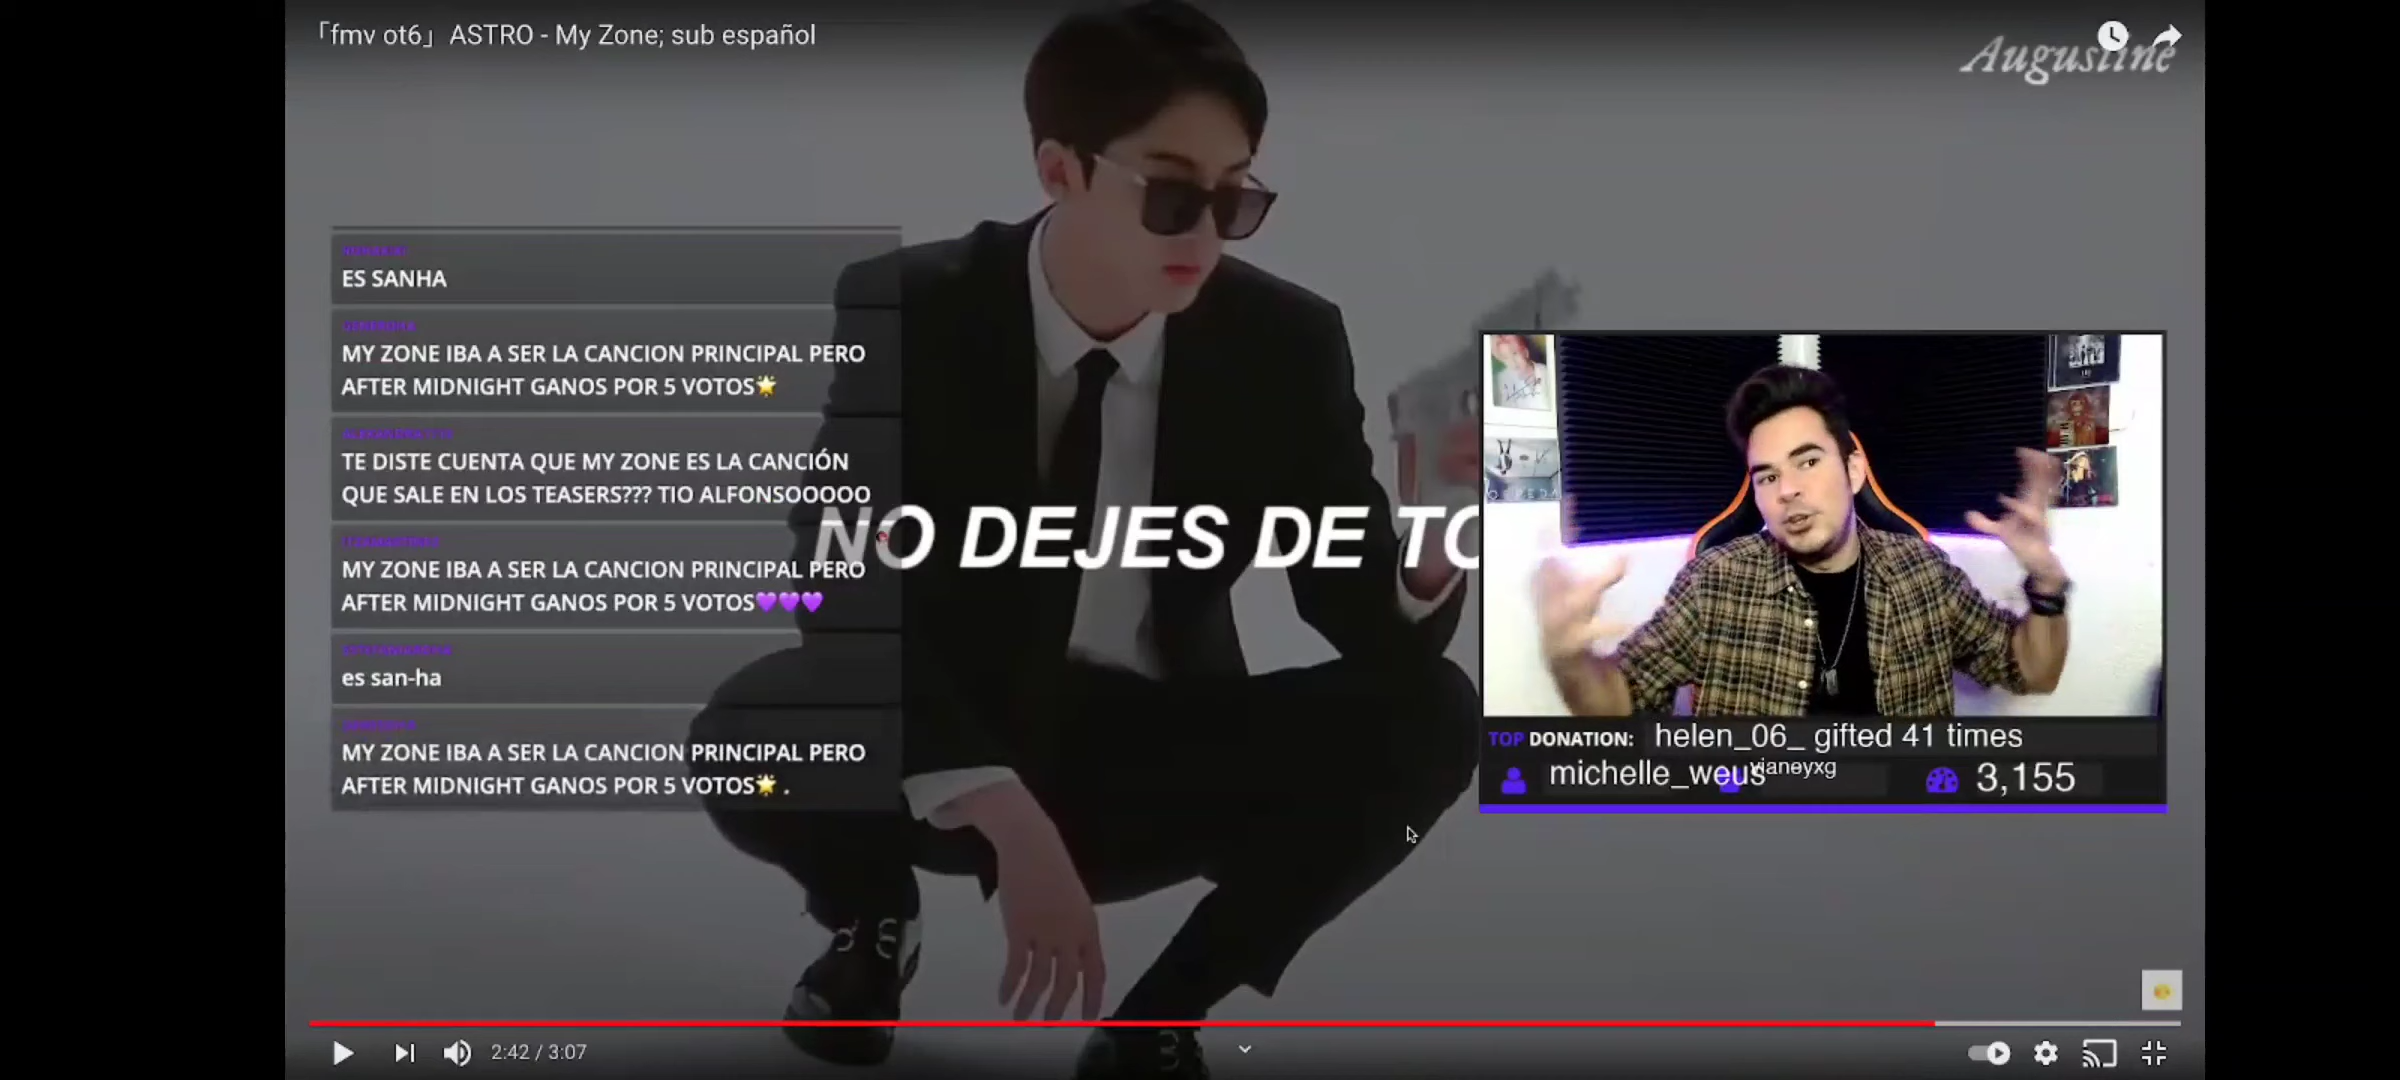 「fmv ot6」 ASTRO - My Zone; sub español
Augustine
ES SANHA
MY ZONE IBA A SER LA CANCION PRINCIPAL PERO
AFTER MIDNIGHT GANOS POR 5 VOTOS🌟
TE DISTE CUENTA QUE MY ZONE ES LA CANCIÓN
QUE SALE EN LOS TEASERS??? TIO ALFONSOOOOO
MY ZONE IBA A SER LA CANCION PRINCIPAL PERO
AFTER MIDNIGHT GANOS POR 5 VOTOS💜💜💜
es san-ha
MY ZONE IBA A SER LA CANCION PRINCIPAL PERO
AFTER MIDNIGHT GANOS POR 5 VOTOS🌟 .
NO DEJES DE TO
TOP DONATION: helen_06_ gifted 41 times
michelle_weus vianeyxg 3,155
2:42 / 3:07